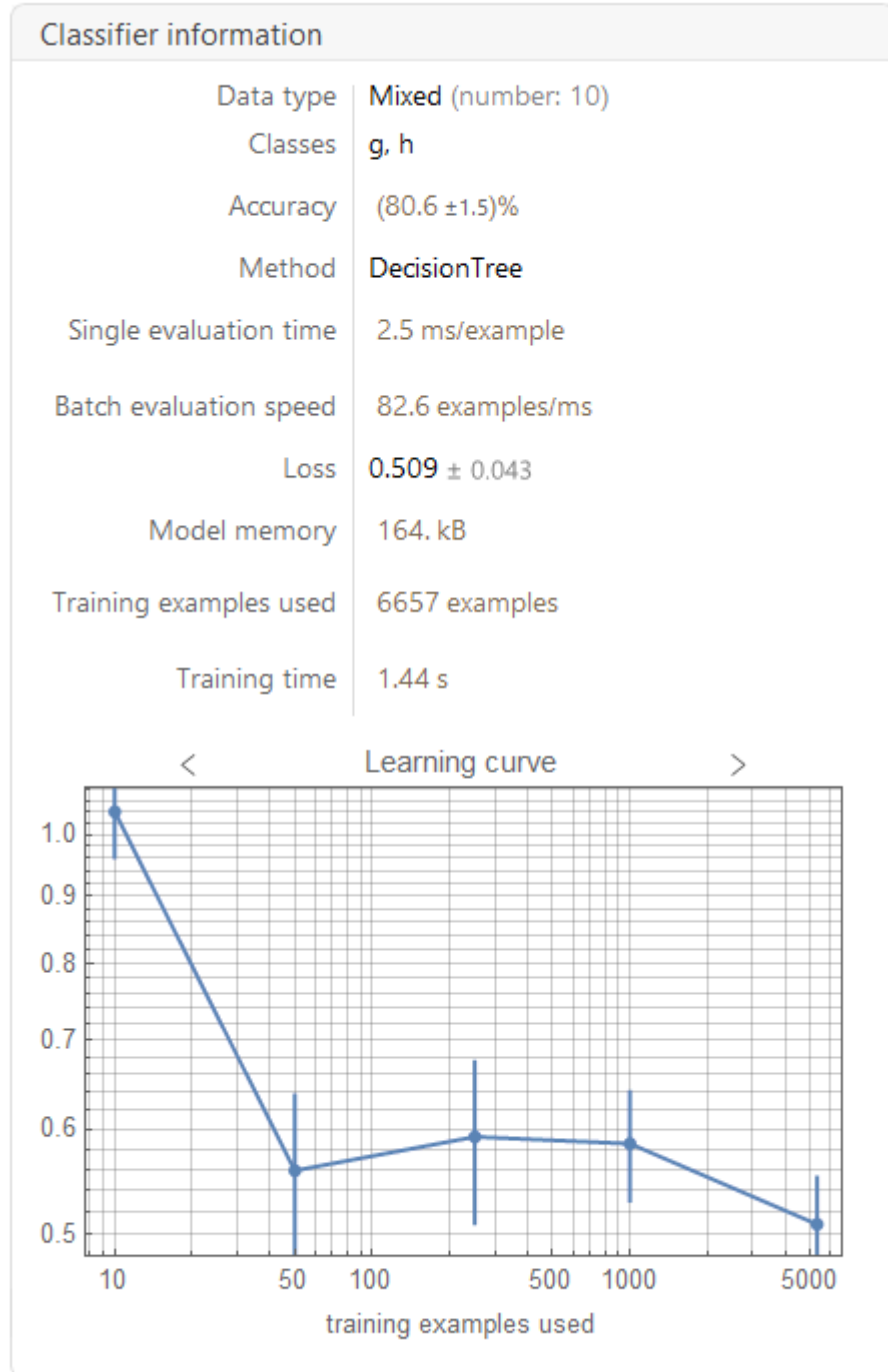 Classifier information
Data type Mixed (number: 10)
Classes g, h
Accuracy (80.6 ±1.5)%
Method DecisionTree
Single evaluation time 2.5 ms/example
Batch evaluation speed 82.6 examples/ms
Loss 0.509 ± 0.043
Model memory 164. kB
Training examples used 6657 examples
Training time 1.44 s
< Learning curve >
1.0
0.9
0.8
0.7
0.6
0.5
10 50 100 500 1000 5000
training examples used